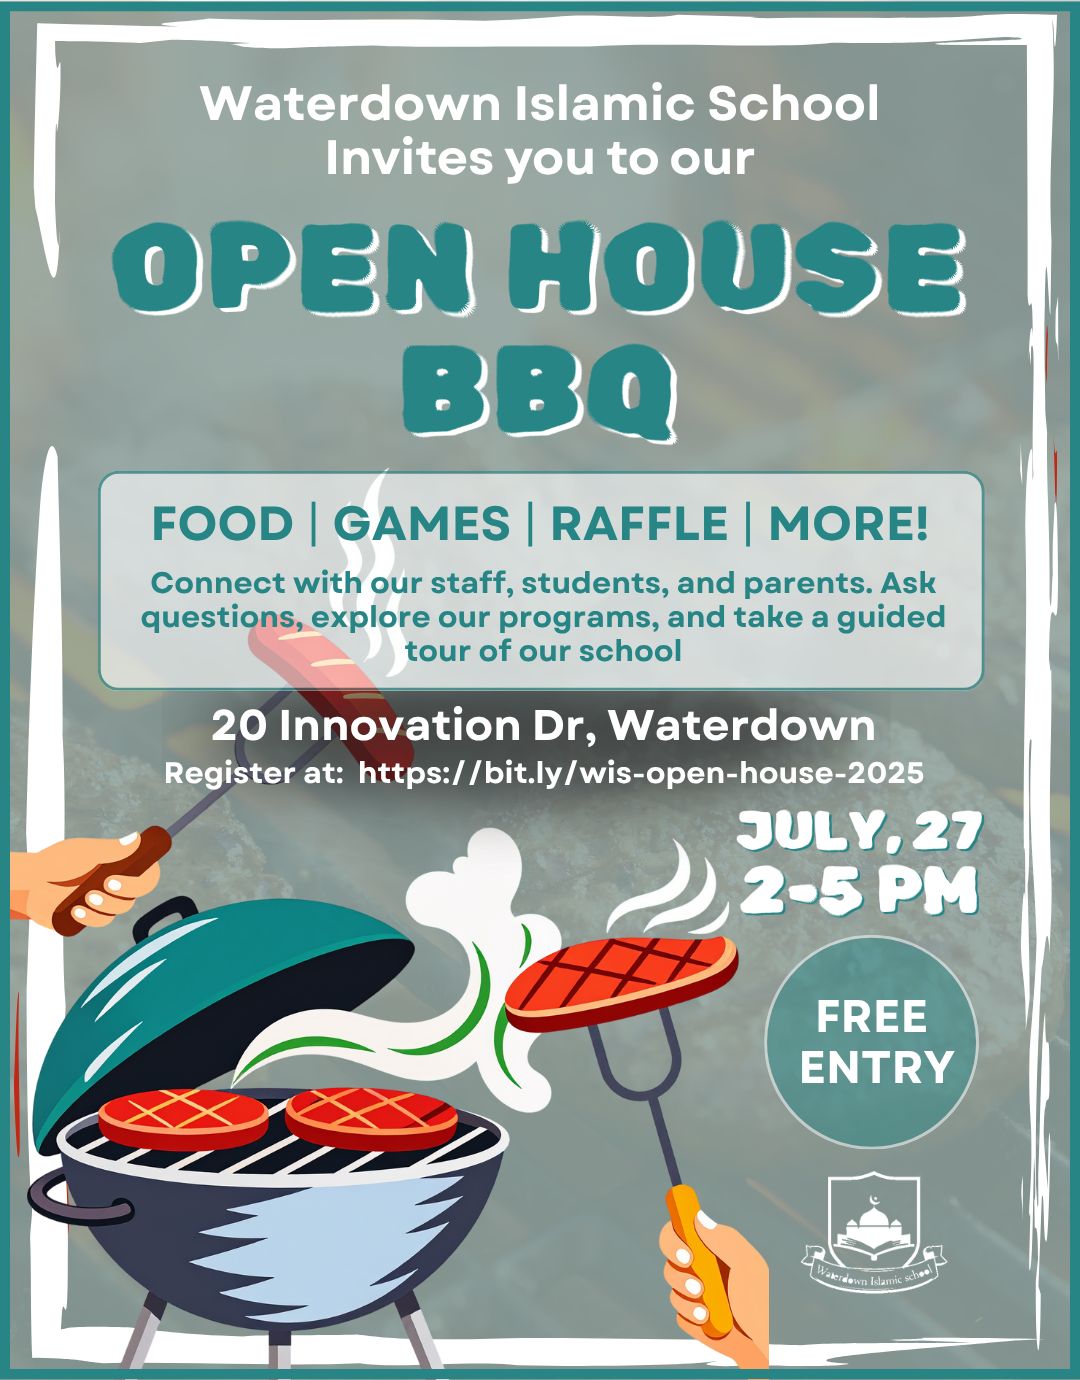 Waterdown Islamic School
Invites you to our
OPEN HOUSE
BBQ
FOOD | GAMES | RAFFLE | MORE!
Connect with our staff, students, and parents. Ask
questions, explore our programs, and take a guided
tour of our school
20 Innovation Dr, Waterdown
Register at: https://bit.ly/wis-open-house-2025
JULY, 27
2-5 PM
FREE
ENTRY
Waterdown Islamic school